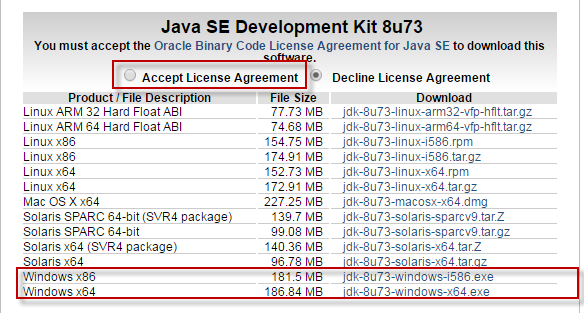 Java SE Development Kit 8u73
You must accept the Oracle Binary Code License Agreement for Java SE to download this
software.
Accept License Agreement Decline License Agreement
Product / File Description File Size Download
Linux ARM 32 Hard Float ABI 77.73 MB jdk-8u73-linux-arm32-vfp-hflt.tar.gz
Linux ARM 64 Hard Float ABI 74.68 MB jdk-8u73-linux-arm64-vfp-hflt.tar.gz
Linux x86 154.75 MB jdk-8u73-linux-i586.rpm
Linux x86 174.91 MB jdk-8u73-linux-i586.tar.gz
Linux x64 152.73 MB jdk-8u73-linux-x64.rpm
Linux x64 172.91 MB jdk-8u73-linux-x64.tar.gz
Mac OS X x64 227.25 MB jdk-8u73-macosx-x64.dmg
Solaris SPARC 64-bit (SVR4 package) 139.7 MB jdk-8u73-solaris-sparcv9.tar.Z
Solaris SPARC 64-bit 99.08 MB jdk-8u73-solaris-sparcv9.tar.gz
Solaris x64 (SVR4 package) 140.36 MB jdk-8u73-solaris-x64.tar.Z
Solaris x64 96.78 MB jdk-8u73-solaris-x64.tar.gz
Windows x86 181.5 MB jdk-8u73-windows-i586.exe
Windows x64 186.84 MB jdk-8u73-windows-x64.exe